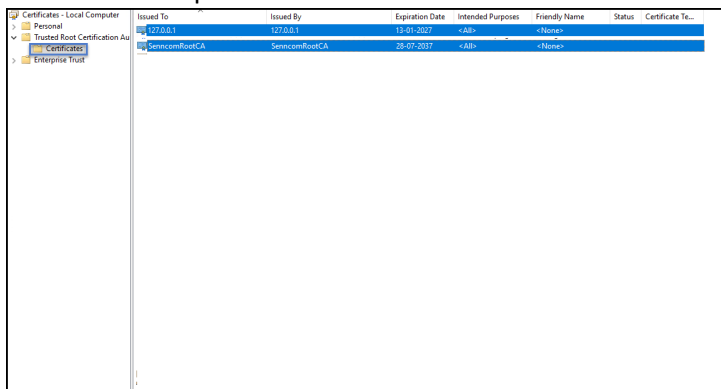 Certificates - Local Computer
Personal
Trusted Root Certification Au
Certificates
Enterprise Trust
Issued To Issued By Expiration Date Intended Purposes Friendly Name Status Certificate Te...
127.0.0.1 127.0.0.1 13-01-2027 <All> <None>
SenncomRootCA SenncomRootCA 28-07-2037 <All> <None>